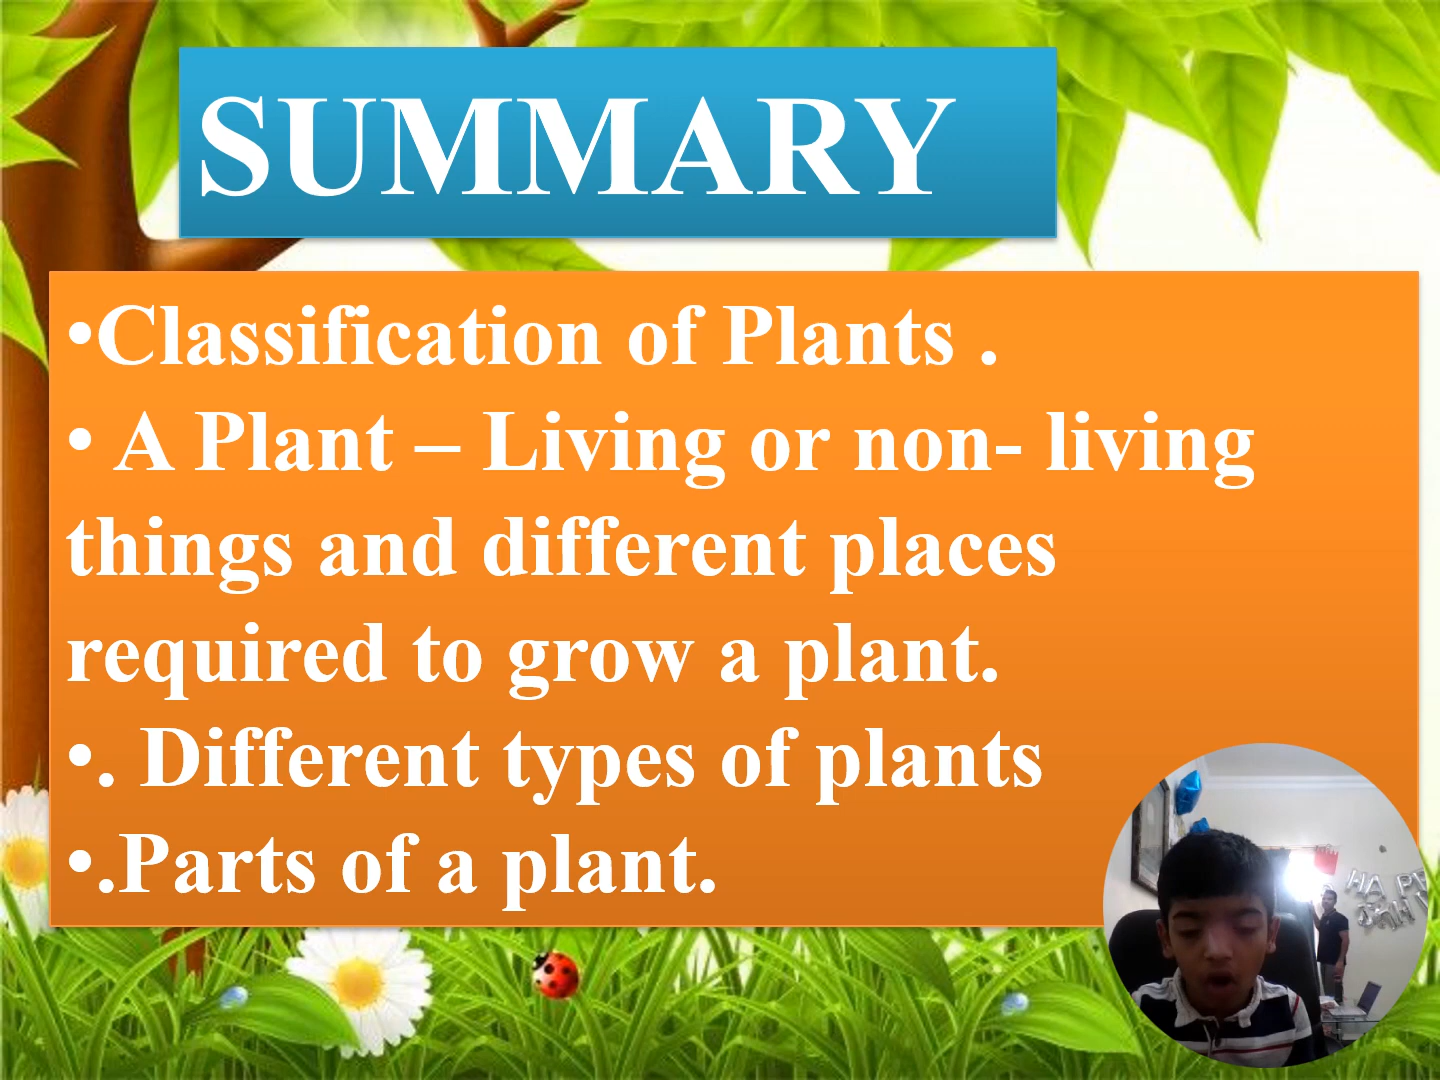 SUMMARY
•Classification of Plants .
• A Plant – Living or non- living
things and different places
required to grow a plant.
•. Different types of plants
•.Parts of a plant.